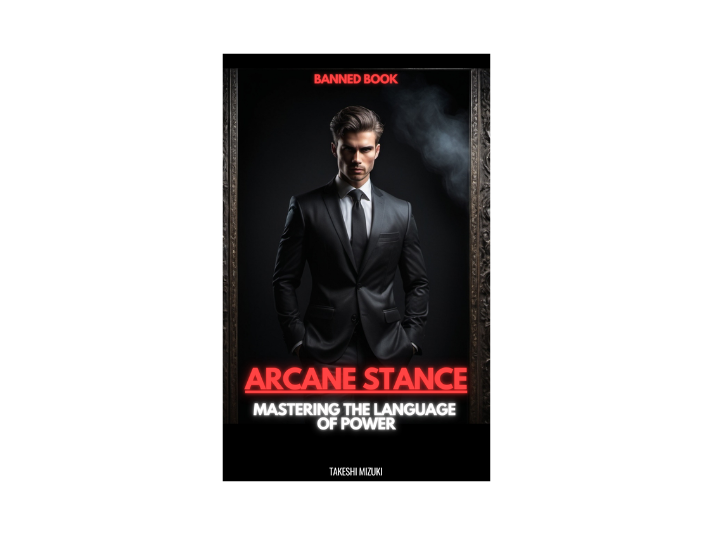 BANNED BOOK
ARCANE STANCE
MASTERING THE LANGUAGE
OF POWER
TAKESHI MIZUKI